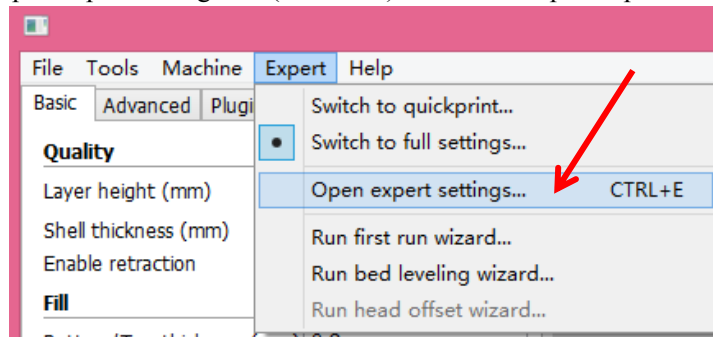 File Tools Machine Expert Help
Basic Advanced Plugi
Switch to quickprint...
Switch to full settings...
Quality
Layer height (mm)
Open expert settings... CTRL+E
Shell thickness (mm)
Run first run wizard...
Enable retraction
Run bed leveling wizard...
Fill
Run head offset wizard...